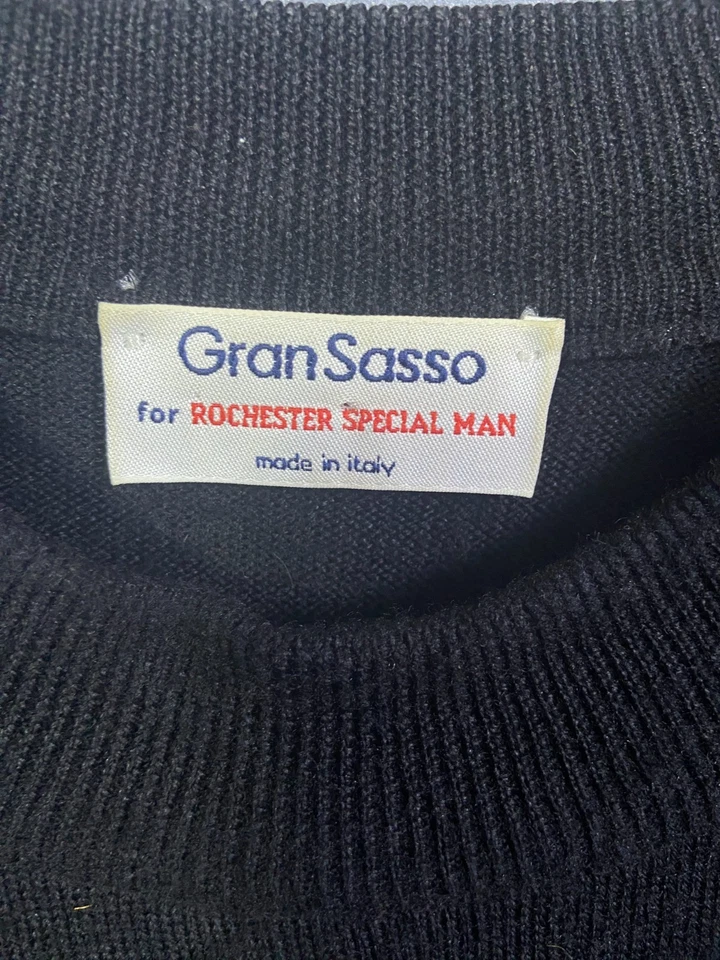 Gran Sasso
for ROCHESTER SPECIAL MAN
made in italy